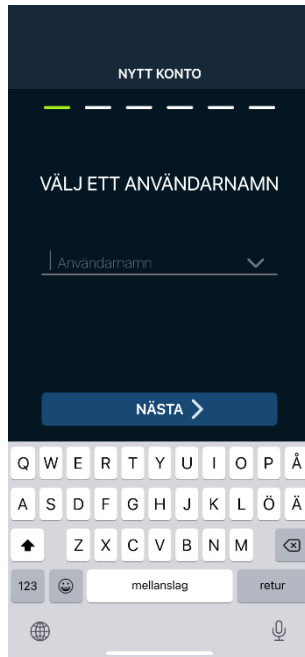 NYTT KONTO
VÄLJ ETT ANVÄNDARNAMN
Användarnamn
NÄSTA
Q W E R T Y U I O P Å
A S D F G H J K L Ö Ä
Z X C V B N M
123 mellanslag retur